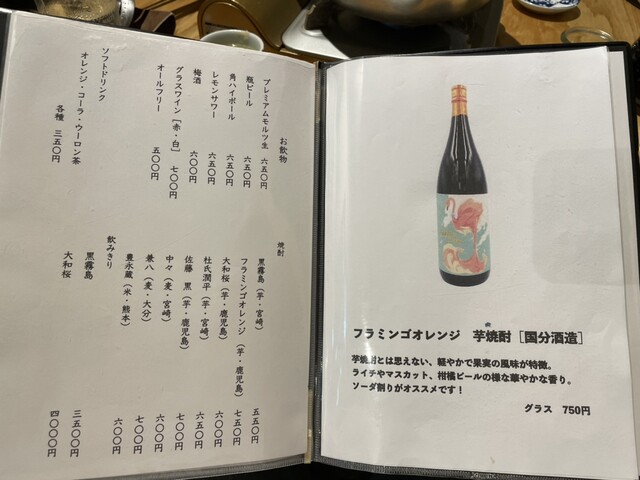 お飲物
プレミアムモルツ生 六五〇円
瓶ビール 六五〇円
角ハイボール 六五〇円
レモンサワー 六五〇円
梅酒 六〇〇円
グラスワイン[赤・白] 七〇〇円
オールフリー 五〇〇円
ソフトドリンク
オレンジ・コーラ・ウーロン茶
各種 三五〇円
焼酎
黒霧島(芋・宮崎) 五五〇円
フラミンゴオレンジ(芋・鹿児島) 七五〇円
大和桜(芋・鹿児島) 六〇〇円
杜氏潤平(芋・宮崎) 六五〇円
佐藤 黒(芋・鹿児島) 七〇〇円
中々(麦・宮崎) 六〇〇円
兼八(麦・大分) 七〇〇円
豊永蔵(米・熊本) 六〇〇円
飲みきり
黒霧島 三五〇〇円
大和桜 四〇〇〇円
フラミンゴオレンジ 芋焼酎[国分酒造]
芋焼酎とは思えない、軽やかで果実の風味が特徴。
ライチやマスカット、柑橘ビールの様な華やかな香り。
ソーダ割りがオススメです!
グラス 750円